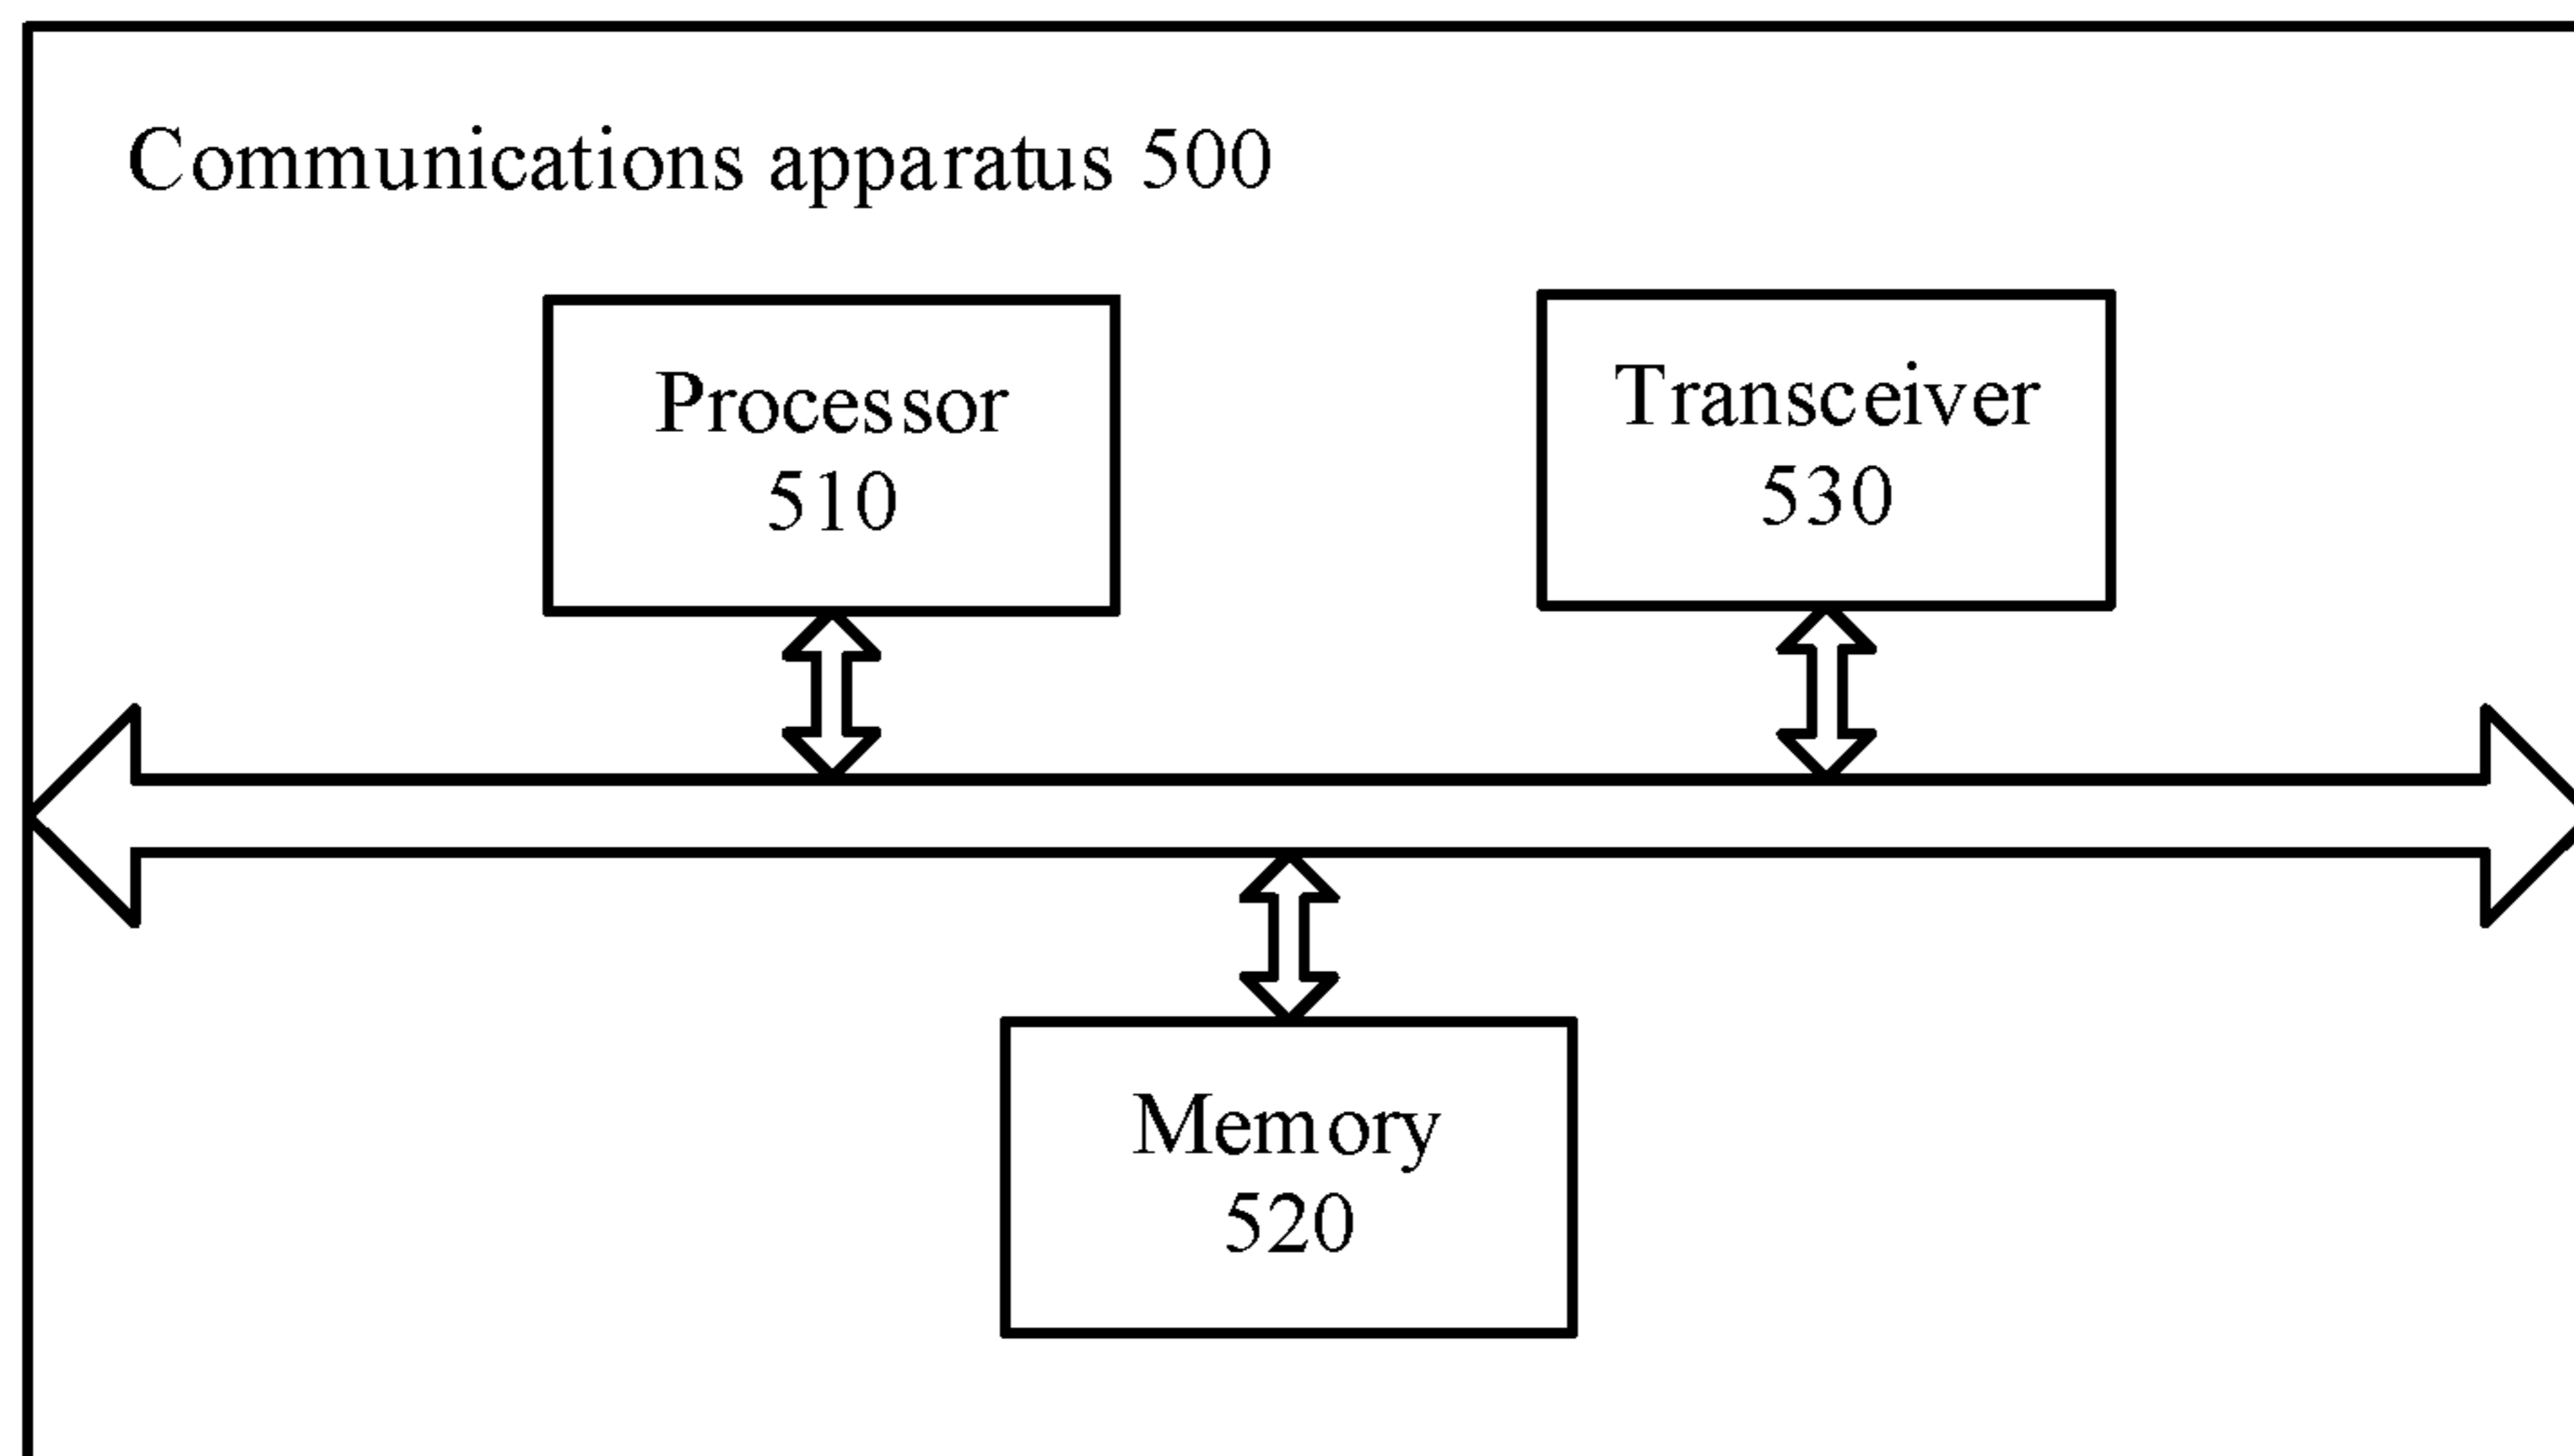 Communications apparatus 500
Processor
510
Transceiver
530
Memory
520